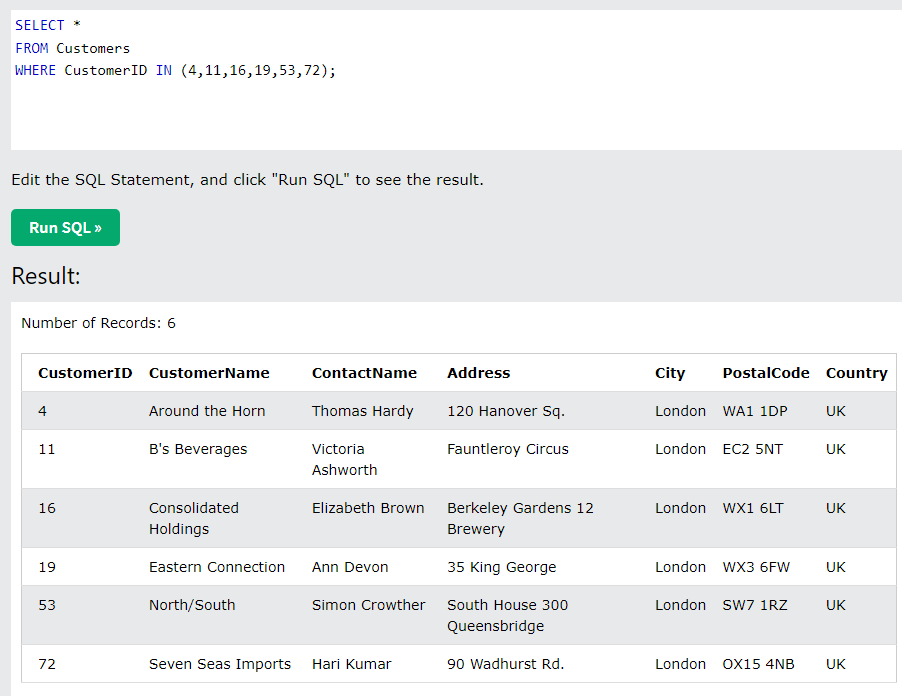 SELECT *
FROM Customers
WHERE CustomerID IN (4,11,16,19,53,72);
Edit the SQL Statement, and click "Run SQL" to see the result.
Run SQL »
Result:
Number of Records: 6
CustomerID CustomerName ContactName Address City PostalCode Country
4 Around the Horn Thomas Hardy 120 Hanover Sq. London WA1 1DP UK
11 B's Beverages Victoria Fauntleroy Circus London EC2 5NT UK
Ashworth
16 Consolidated Elizabeth Brown Berkeley Gardens 12 London WX1 6LT UK
Holdings Brewery
19 Eastern Connection Ann Devon 35 King George London WX3 6FW UK
53 North/South Simon Crowther South House 300 London SW7 1RZ UK
Queensbridge
72 Seven Seas Imports Hari Kumar 90 Wadhurst Rd. London OX15 4NB UK